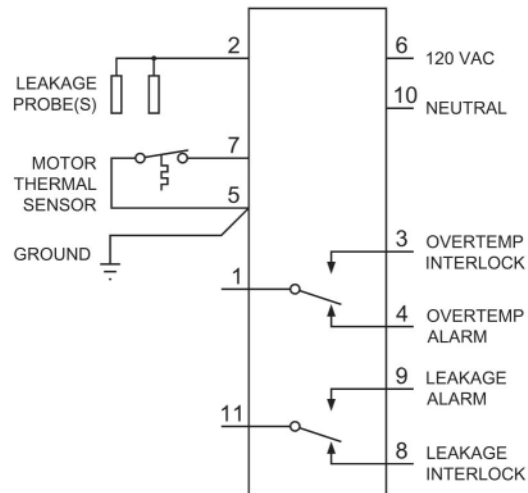 2
6
120 VAC
10
NEUTRAL
LEAKAGE
PROBE(S)
7
MOTOR
THERMAL
SENSOR
5
GROUND
3
OVERTEMP
INTERLOCK
1
4
OVERTEMP
ALARM
9
LEAKAGE
ALARM
11
8
LEAKAGE
INTERLOCK